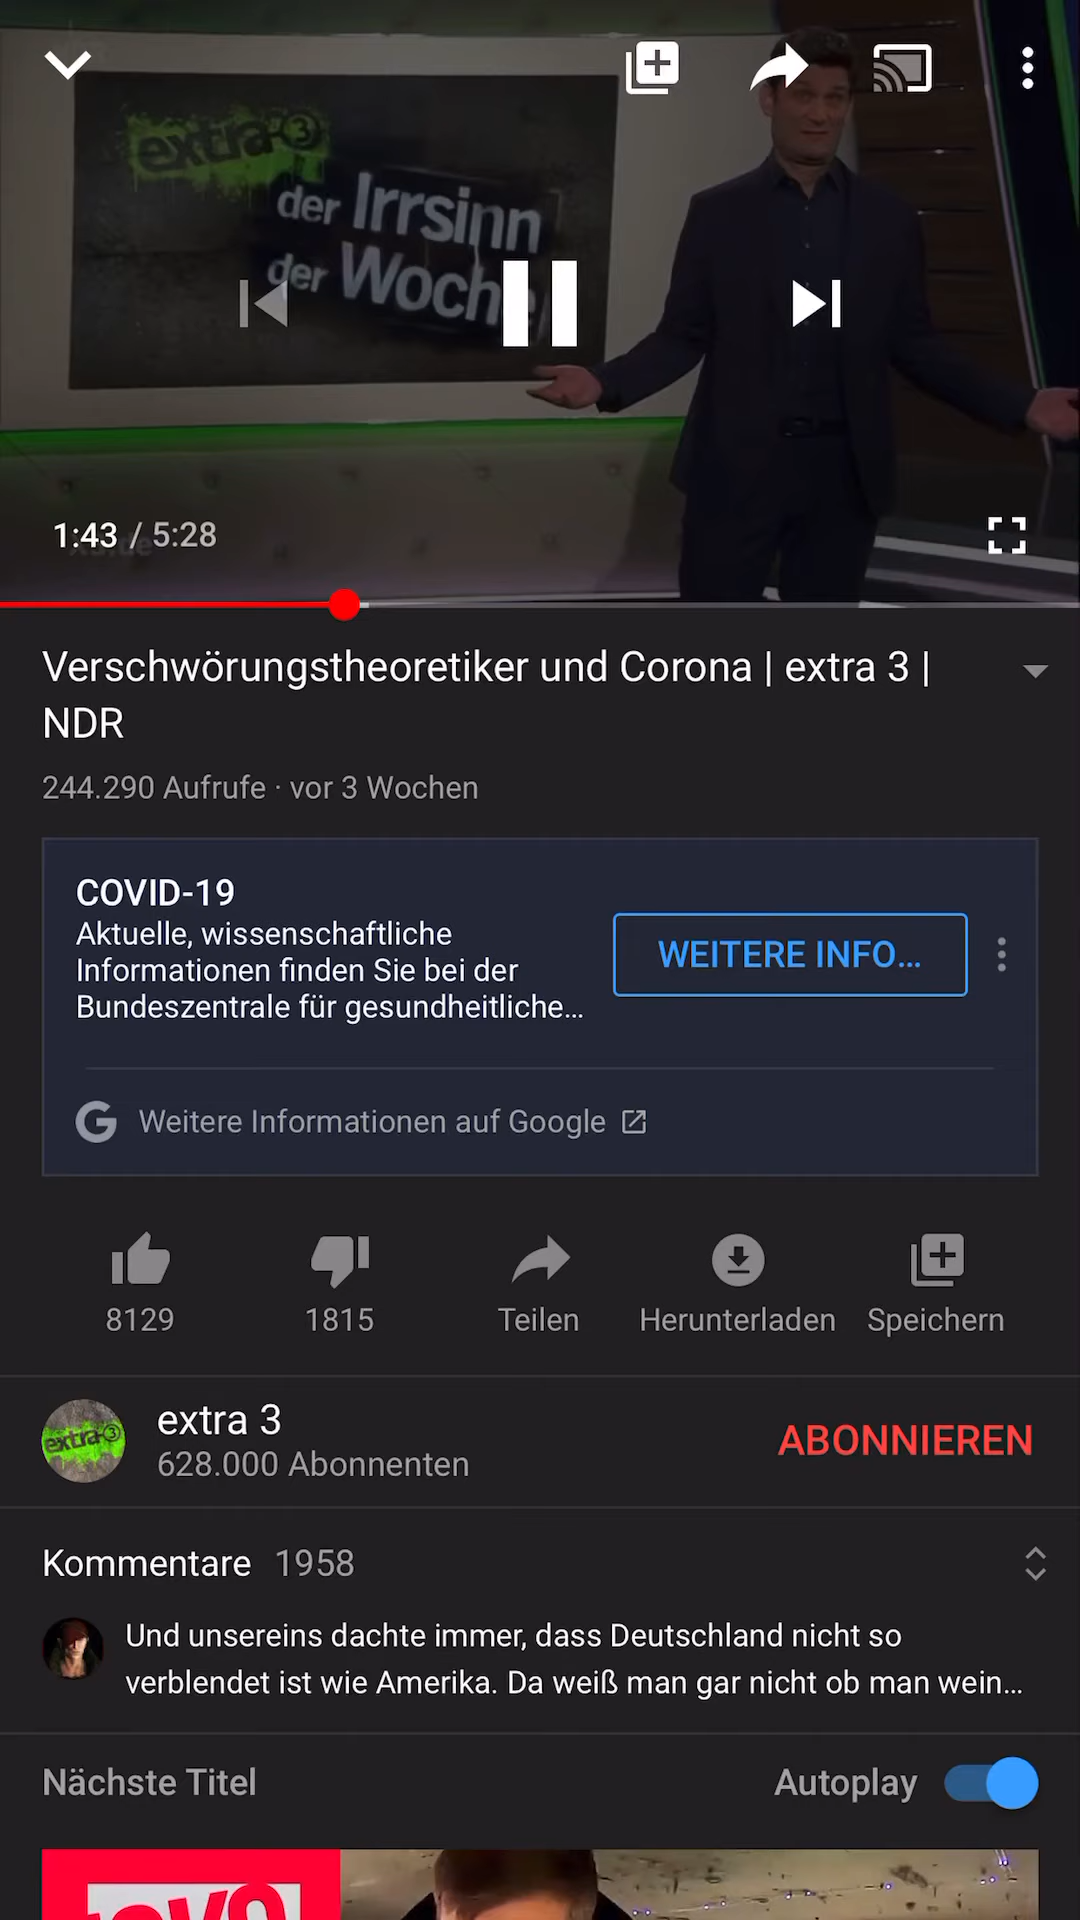 extra 3
der Irrsinn
der Woche
1:43 / 5:28
Verschwörungstheoretiker und Corona | extra 3 |
NDR
244.290 Aufrufe · vor 3 Wochen
COVID-19
Aktuelle, wissenschaftliche
Informationen finden Sie bei der
Bundeszentrale für gesundheitliche...
WEITERE INFO...
G Weitere Informationen auf Google
8129
1815
Teilen
Herunterladen
Speichern
extra 3
extra 3
628.000 Abonnenten
ABONNIEREN
Kommentare 1958
Und unsereins dachte immer, dass Deutschland nicht so
verblendet ist wie Amerika. Da weiß man gar nicht ob man wein...
Nächste Titel
Autoplay